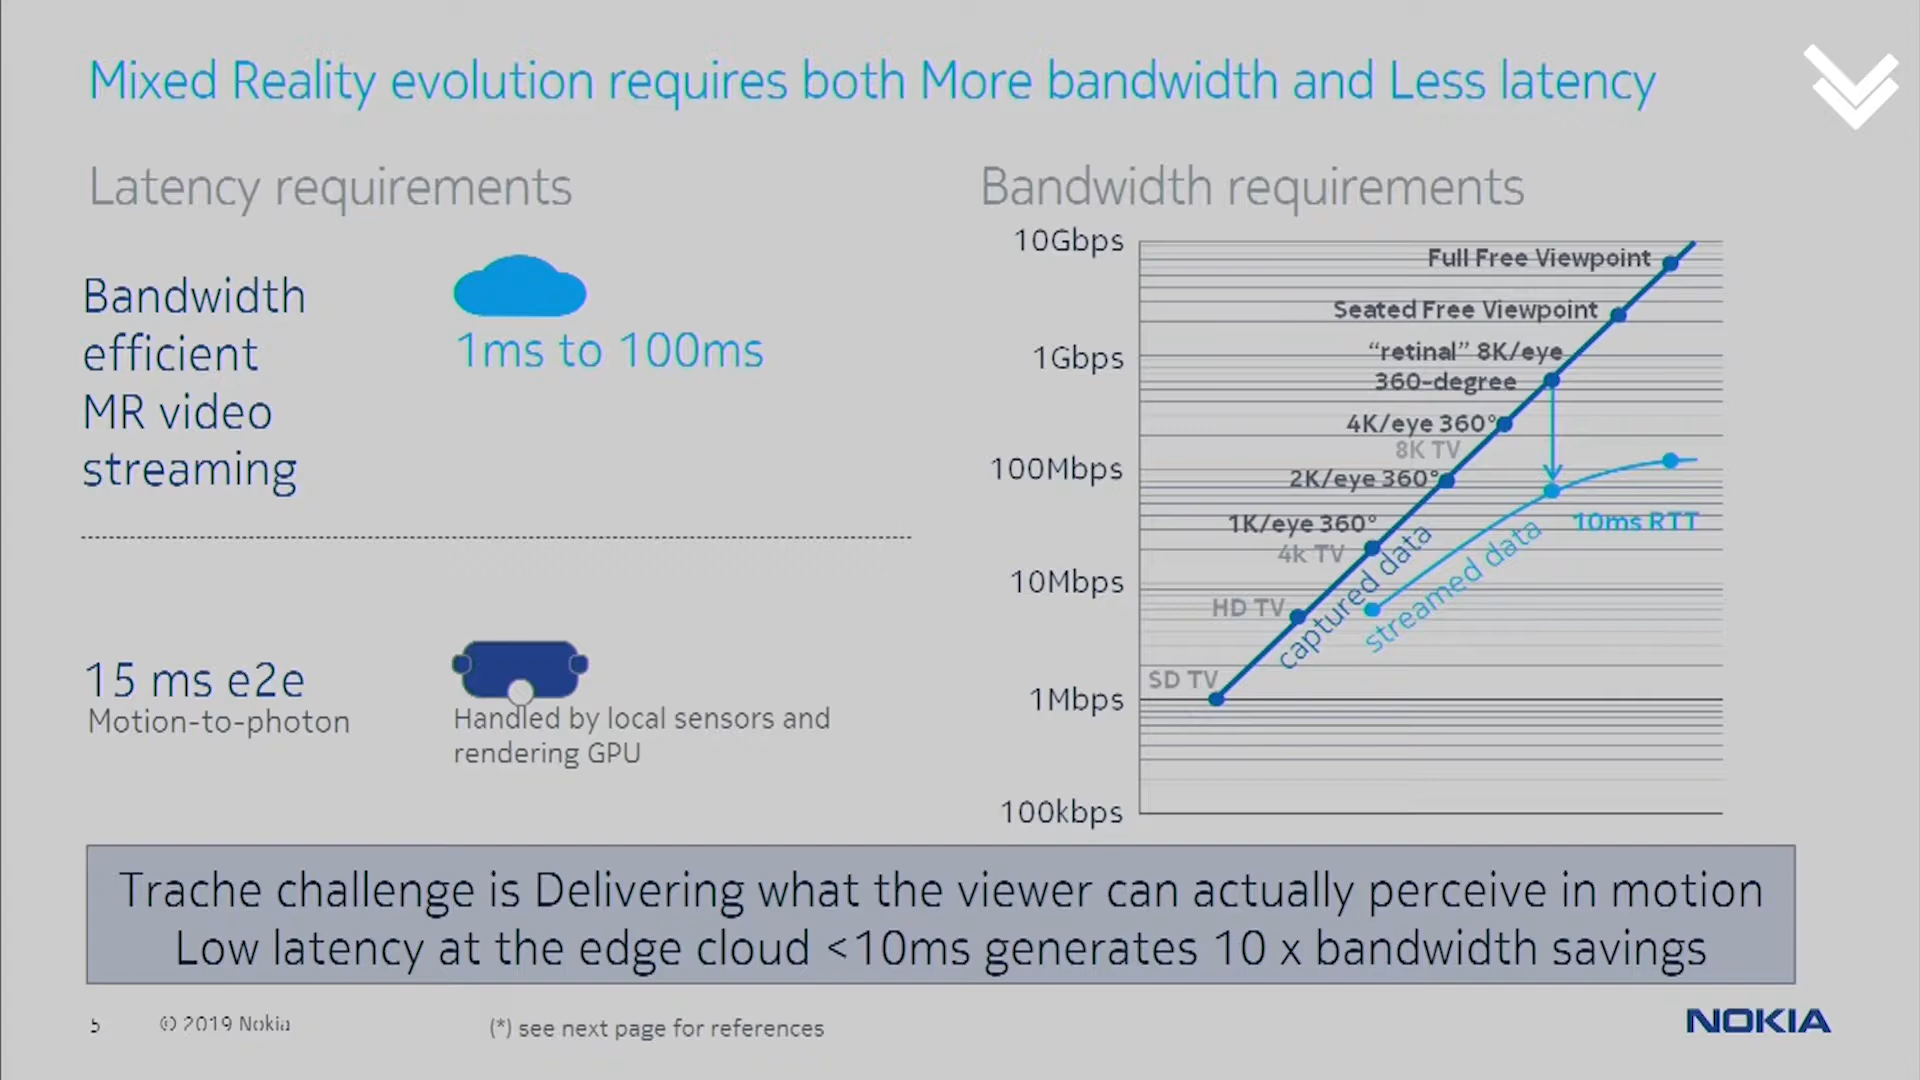 Mixed Reality evolution requires both More bandwidth and Less latency
Latency requirements
Bandwidth
efficient
MR video
streaming
1ms to 100ms
15 ms e2e
Motion-to-photon
Handled by local sensors and
rendering GPU
Bandwidth requirements
10Gbps
1Gbps
100Mbps
10Mbps
1Mbps
100kbps
Full Free Viewpoint
Seated Free Viewpoint
“retinal” 8K/eye
360-degree
4K/eye 360°
8K TV
2K/eye 360°
1K/eye 360°
4k TV
HD TV
SD TV
captured data
streamed data
10ms RTT
Trache challenge is Delivering what the viewer can actually perceive in motion
Low latency at the edge cloud <10ms generates 10 x bandwidth savings
5
© 2019 Nokia
(*) see next page for references
NOKIA